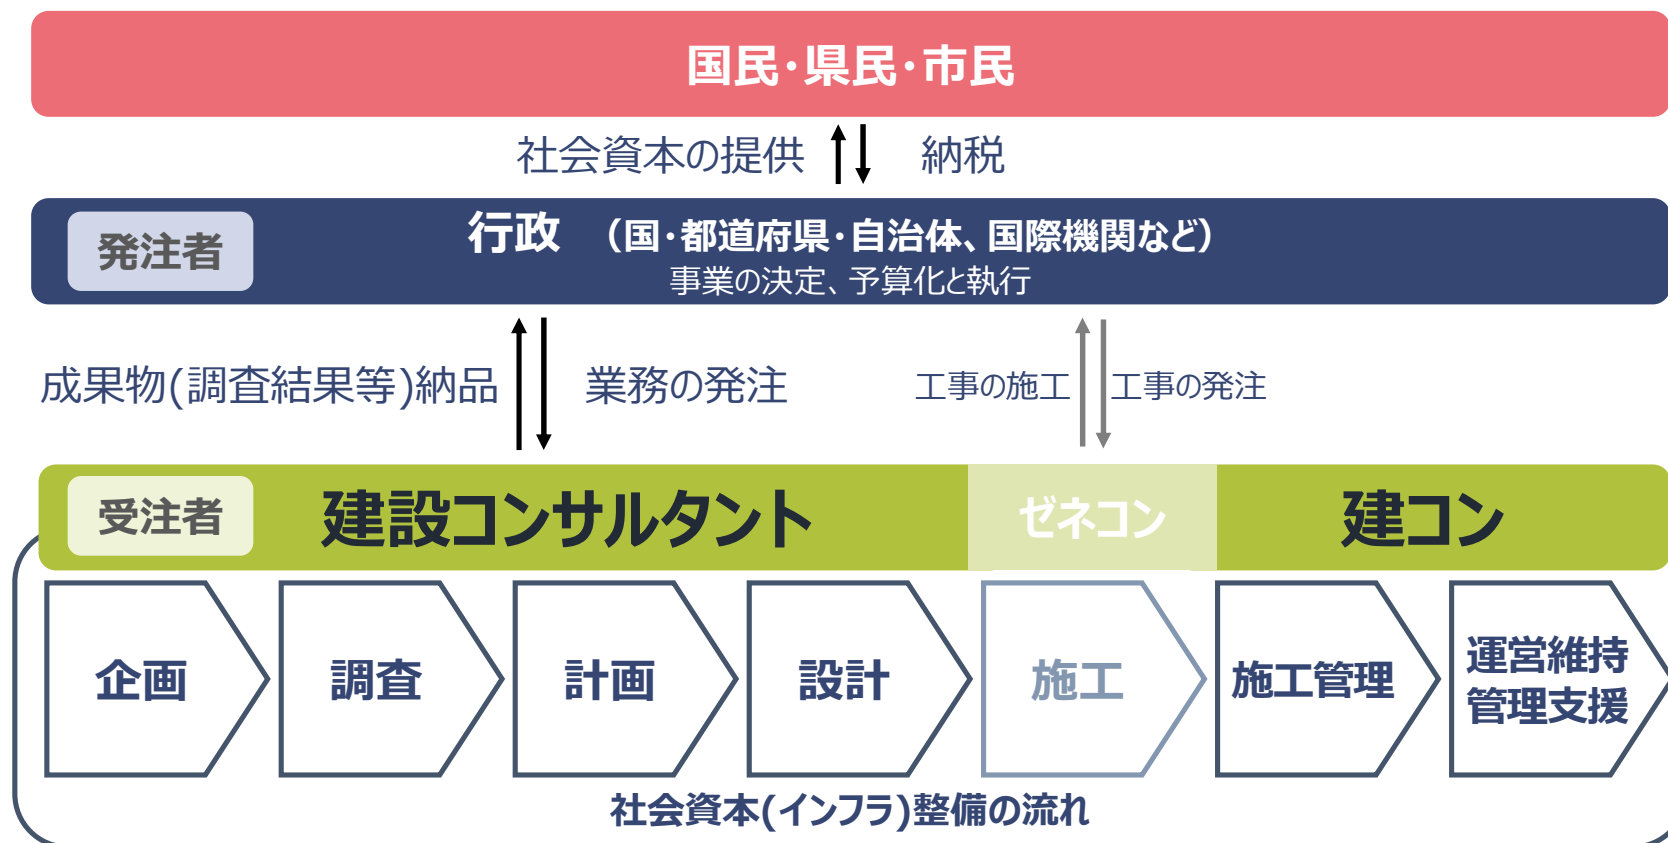 国民・県民・市民
社会資本の提供
納税
発注者
行政 （国・都道府県・自治体、国際機関など）
事業の決定、予算化と執行
成果物(調査結果等)納品
業務の発注
工事の施工
工事の発注
受注者
建設コンサルタント
ゼネコン
建コン
企画
調査
計画
設計
施工
施工管理
運営維持
管理支援
社会資本(インフラ)整備の流れ